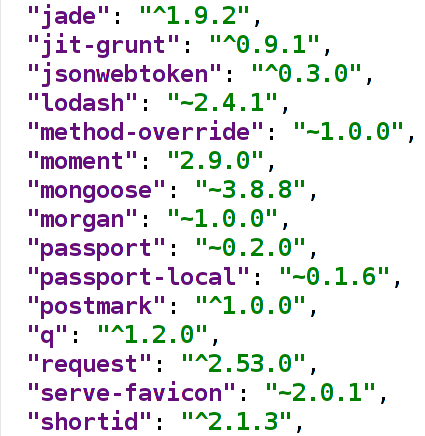 "jade": "^1.9.2",
"jit-grunt": "^0.9.1",
"jsonwebtoken": "^0.3.0",
"lodash": "~2.4.1",
"method-override": "~1.0.0",
"moment": "2.9.0",
"mongoose": "~3.8.8",
"morgan": "~1.0.0",
"passport": "~0.2.0",
"passport-local": "~0.1.6",
"postmark": "^1.0.0",
"q": "^1.2.0",
"request": "^2.53.0",
"serve-favicon": "~2.0.1",
"shortid": "^2.1.3",